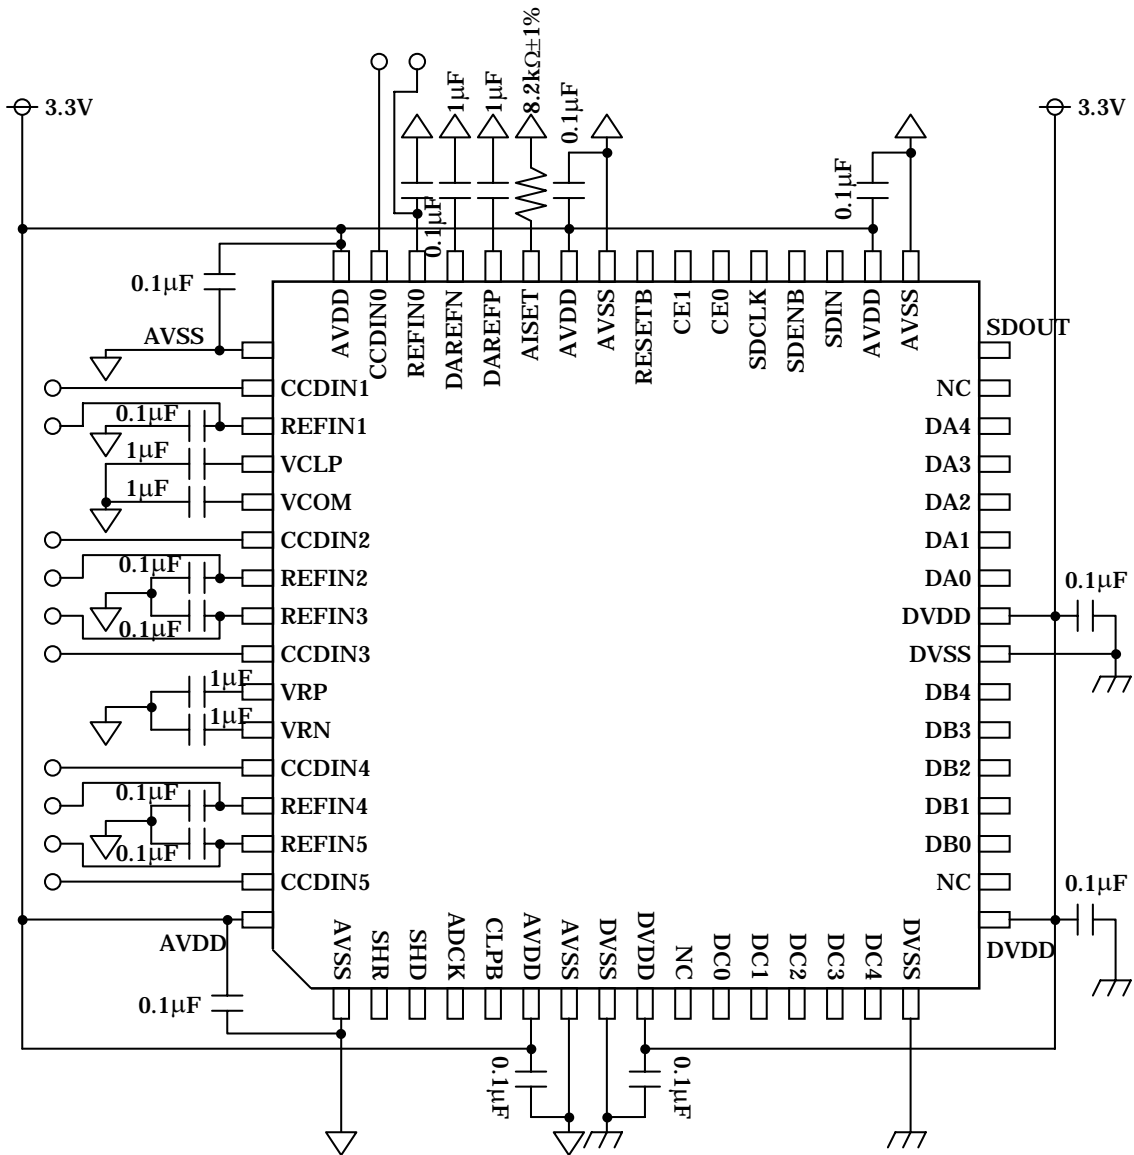 3.3V
1μF
1μF
8.2kΩ±1%
0.1μF
3.3V
0.1μF
0.1μF
0.1μF
AVDD
CCDIN0
REFIN0
DAREFN
DAREFP
AISET
AVDD
AVSS
RESETB
CE1
CE0
SDCLK
SDENB
SDIN
AVDD
AVSS
AVSS
SDOUT
CCDIN1
NC
0.1μF
REFIN1
DA4
1μF
VCLP
DA3
1μF
VCOM
DA2
CCDIN2
DA1
0.1μF
REFIN2
DA0
0.1μF
REFIN3
DVDD
0.1μF
CCDIN3
DVSS
1μF
VRP
DB4
1μF
VRN
DB3
CCDIN4
DB2
0.1μF
REFIN4
DB1
0.1μF
REFIN5
DB0
CCDIN5
NC
0.1μF
AVDD
DVDD
AVSS
SHR
SHD
ADCK
CLPB
AVDD
AVSS
DVSS
DVDD
NC
DC0
DC1
DC2
DC3
DC4
DVSS
0.1μF
0.1μF
0.1μF